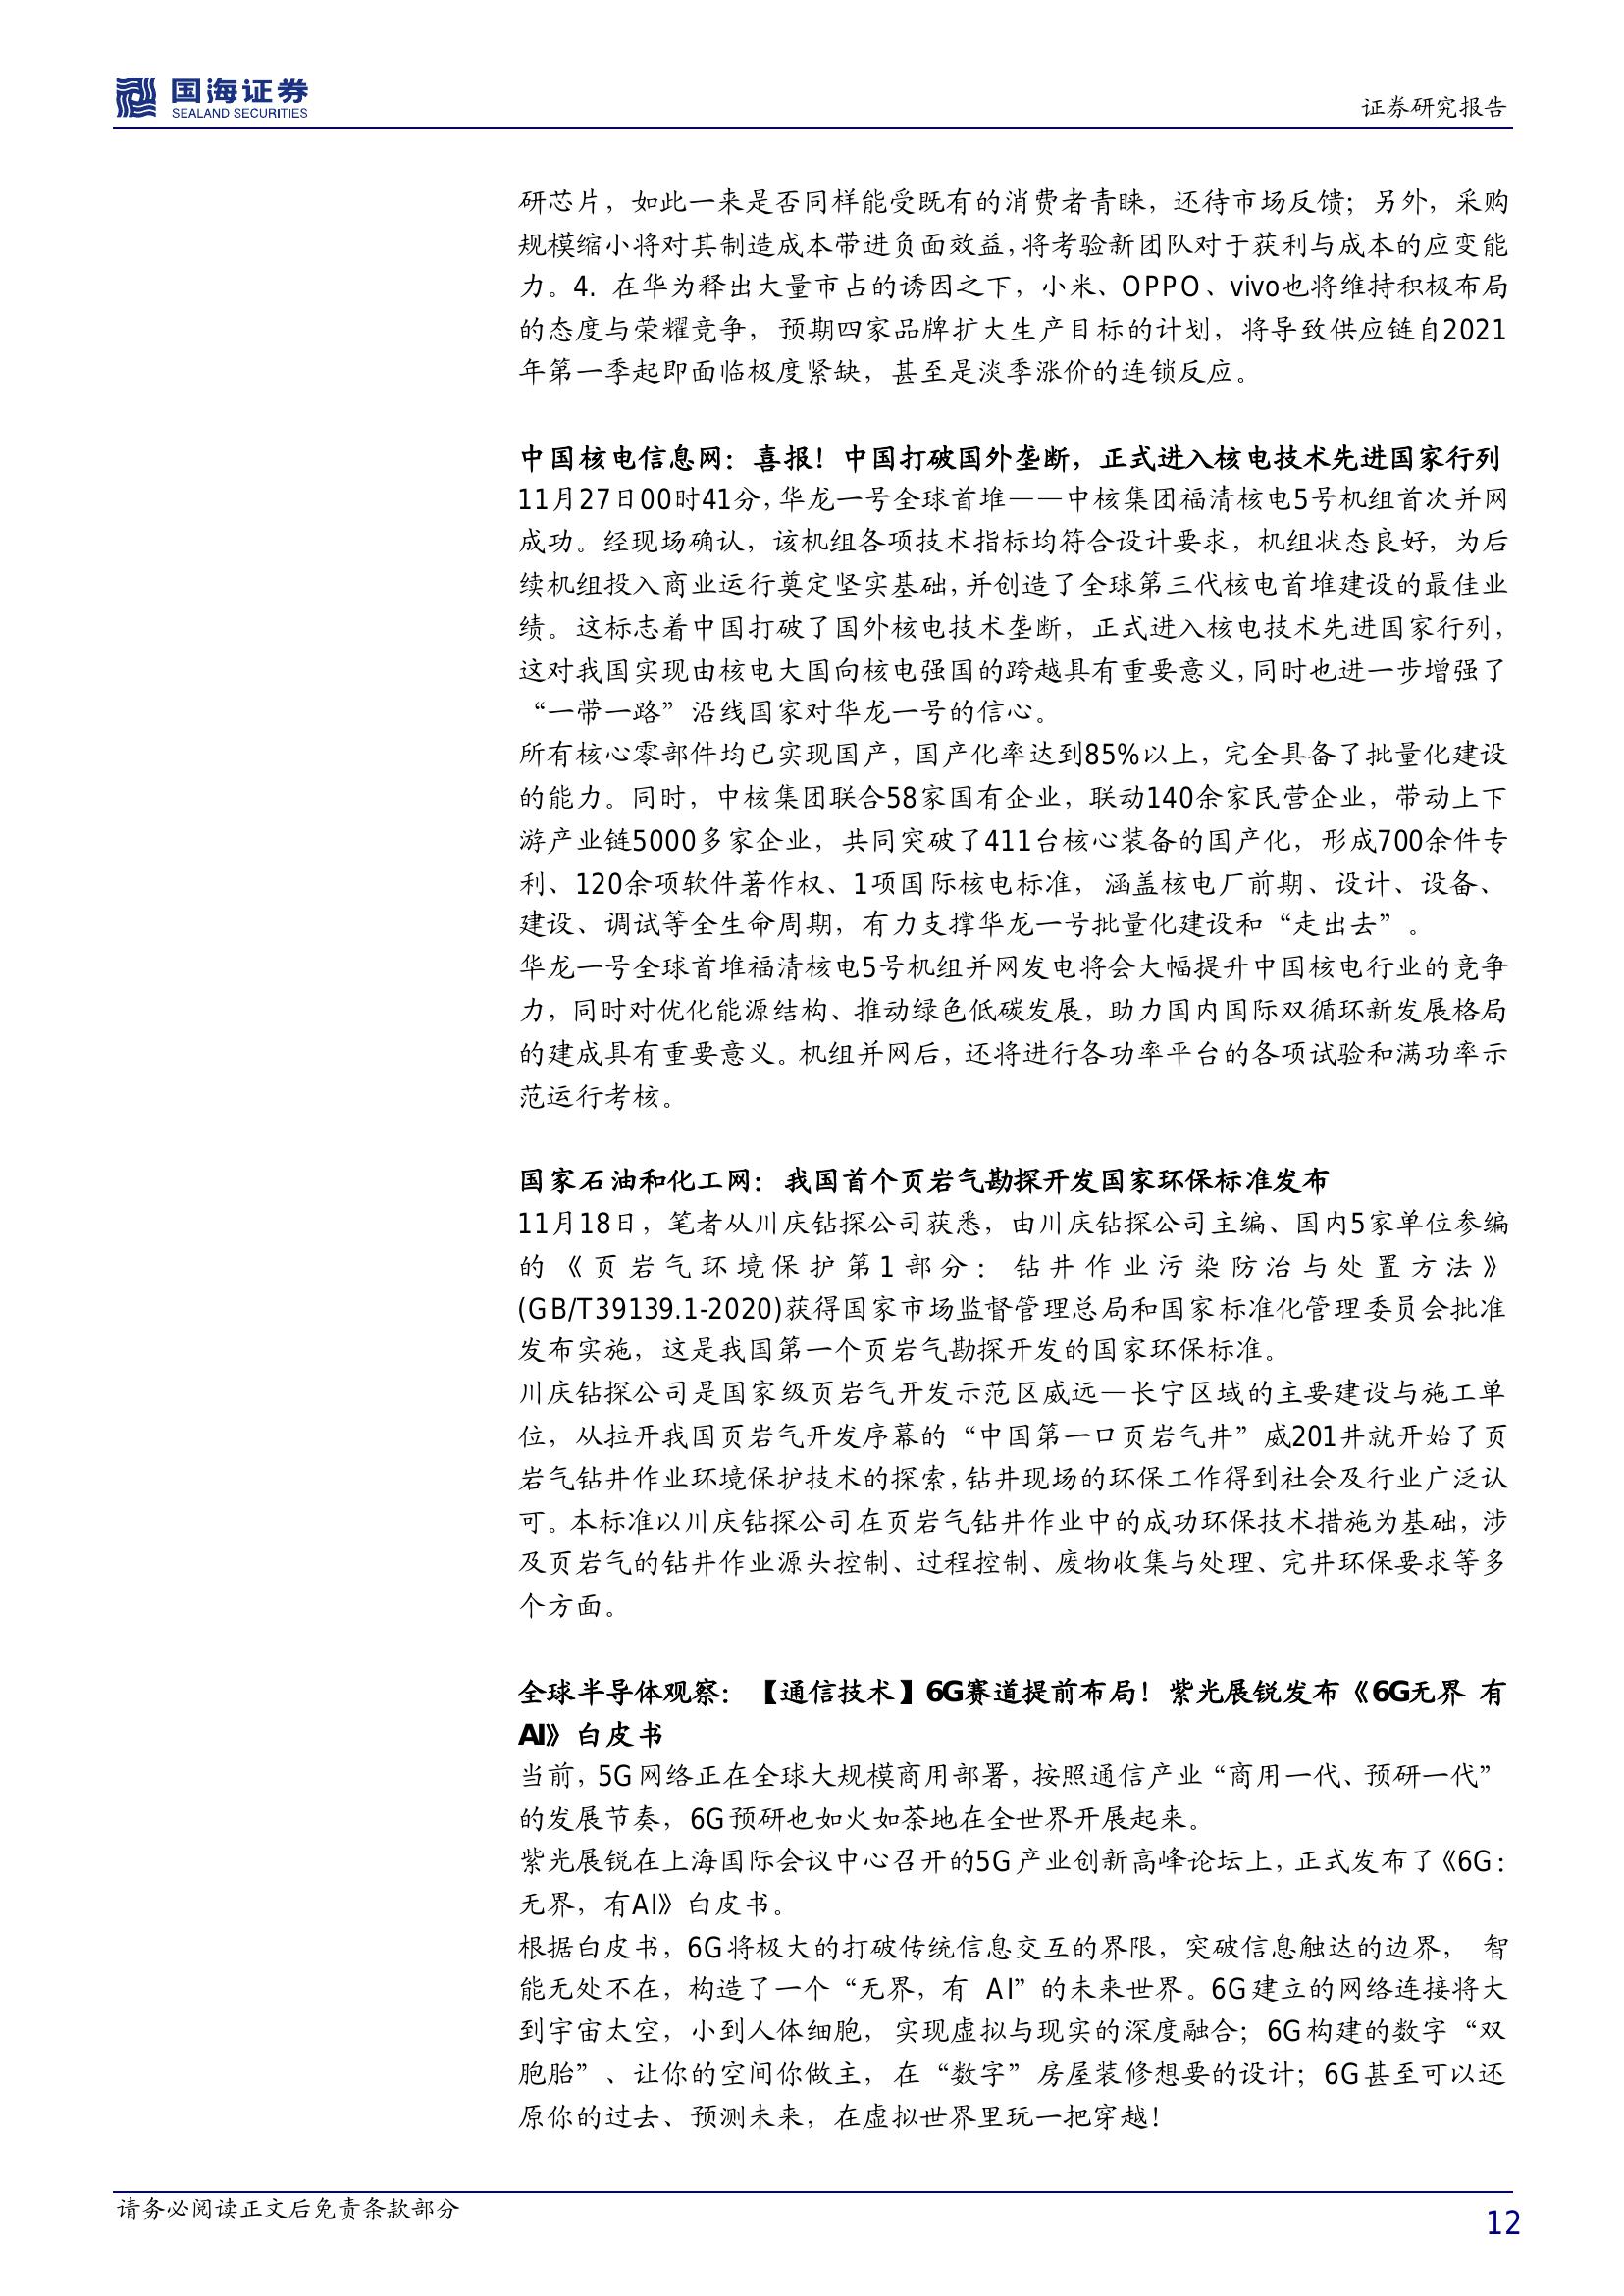 国海证券
SEALAND SECURITIES
证券研究报告
研芯片，如此一来是否同样能受既有的消费者青睐，还待市场反馈；另外，采购
规模缩小将对其制造成本带进负面效益，将考验新团队对于获利与成本的应变能
力。4. 在华为释出大量市占的诱因之下，小米、OPPO、vivo也将维持积极布局
的态度与荣耀竞争，预期四家品牌扩大生产目标的计划，将导致供应链自2021
年第一季起即面临极度紧缺，甚至是淡季涨价的连锁反应。
中国核电信息网：喜报！中国打破国外垄断，正式进入核电技术先进国家行列
11月27日00时41分，华龙一号全球首堆——中核集团福清核电5号机组首次并网
成功。经现场确认，该机组各项技术指标均符合设计要求，机组状态良好，为后
续机组投入商业运行奠定坚实基础，并创造了全球第三代核电首堆建设的最佳业
绩。这标志着中国打破了国外核电技术垄断，正式进入核电技术先进国家行列，
这对我国实现由核电大国向核电强国的跨越具有重要意义，同时也进一步增强了
“一带一路”沿线国家对华龙一号的信心。
所有核心零部件均已实现国产，国产化率达到85%以上，完全具备了批量化建设
的能力。同时，中核集团联合58家国有企业，联动140余家民营企业，带动上下
游产业链5000多家企业，共同突破了411台核心装备的国产化，形成700余件专
利、120余项软件著作权、1项国际核电标准，涵盖核电厂前期、设计、设备、
建设、调试等全生命周期，有力支撑华龙一号批量化建设和“走出去”。
华龙一号全球首堆福清核电5号机组并网发电将会大幅提升中国核电行业的竞争
力，同时对优化能源结构、推动绿色低碳发展，助力国内国际双循环新发展格局
的建成具有重要意义。机组并网后，还将进行各功率平台的各项试验和满功率示
范运行考核。
国家石油和化工网：我国首个页岩气勘探开发国家环保标准发布
11月18日，笔者从川庆钻探公司获悉，由川庆钻探公司主编、国内5家单位参编
的《页岩气环境保护第1部分：钻井作业污染防治与处置方法》
(GB/T39139.1-2020)获得国家市场监督管理总局和国家标准化管理委员会批准
发布实施，这是我国第一个页岩气勘探开发的国家环保标准。
川庆钻探公司是国家级页岩气开发示范区威远—长宁区域的主要建设与施工单
位，从拉开我国页岩气开发序幕的“中国第一口页岩气井”威201井就开始了页
岩气钻井作业环境保护技术的探索，钻井现场的环保工作得到社会及行业广泛认
可。本标准以川庆钻探公司在页岩气钻井作业中的成功环保技术措施为基础，涉
及页岩气的钻井作业源头控制、过程控制、废物收集与处理、完井环保要求等多
个方面。
全球半导体观察：【通信技术】6G赛道提前布局！紫光展锐发布《6G无界 有
AI》白皮书
当前，5G网络正在全球大规模商用部署，按照通信产业“商用一代、预研一代”
的发展节奏，6G预研也如火如荼地在全世界开展起来。
紫光展锐在上海国际会议中心召开的5G产业创新高峰论坛上，正式发布了《6G：
无界，有AI》白皮书。
根据白皮书，6G将极大的打破传统信息交互的界限，突破信息触达的边界， 智
能无处不在，构造了一个“无界，有 AI”的未来世界。6G建立的网络连接将大
到宇宙太空，小到人体细胞，实现虚拟与现实的深度融合；6G构建的数字“双
胞胎”、让你的空间你做主，在“数字”房屋装修想要的设计；6G甚至可以还
原你的过去、预测未来，在虚拟世界里玩一把穿越！
请务必阅读正文后免责条款部分
12